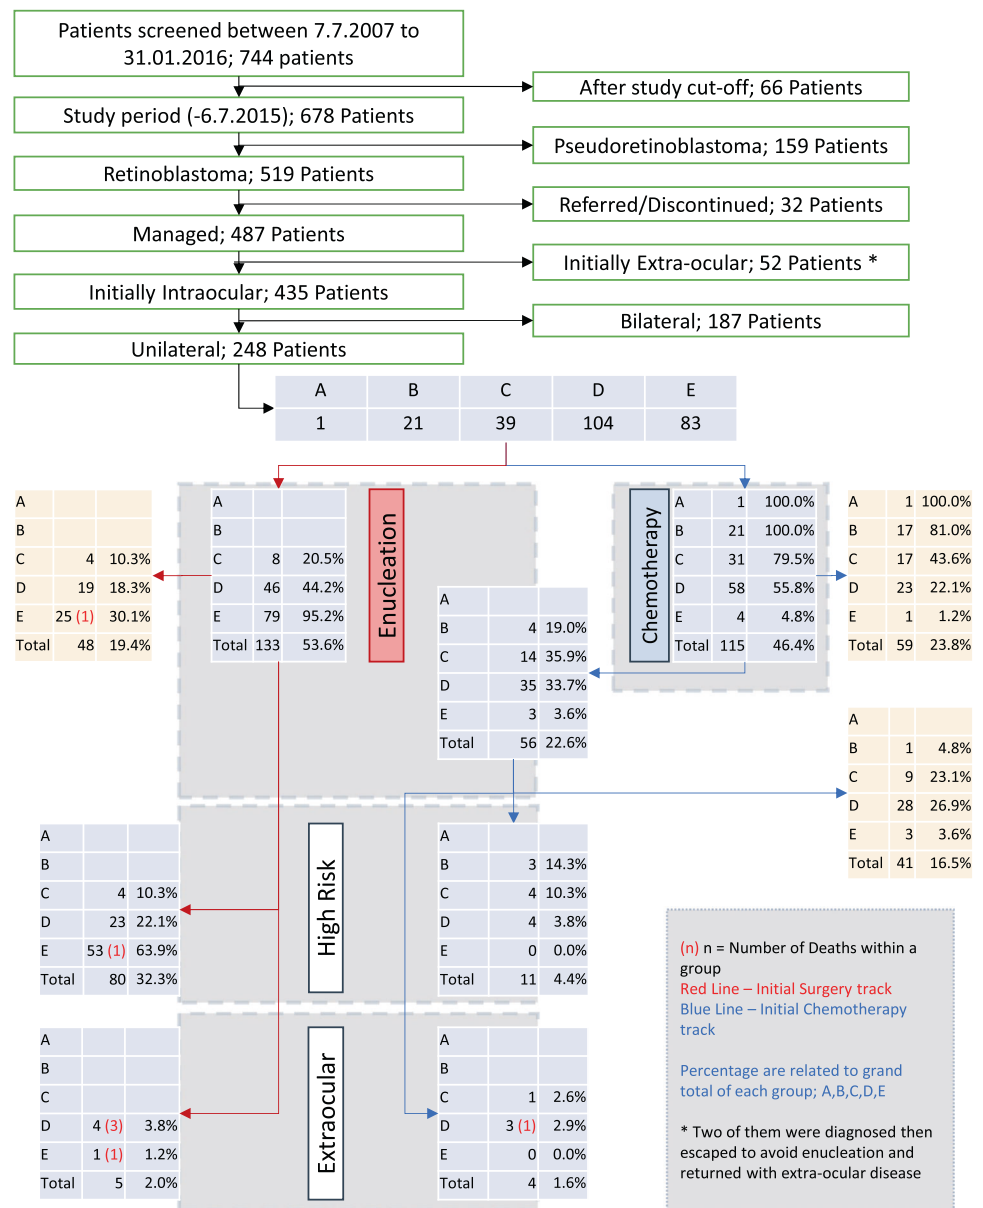 Patients screened between 7.7.2007 to
31.01.2016; 744 patients
After study cut-off; 66 Patients
Study period (-6.7.2015); 678 Patients
Pseudoretinoblastoma; 159 Patients
Retinoblastoma; 519 Patients
Referred/Discontinued; 32 Patients
Managed; 487 Patients
Initially Extra-ocular; 52 Patients *
Initially Intraocular; 435 Patients
Bilateral; 187 Patients
Unilateral; 248 Patients
A B C D E
1 21 39 104 83
A
B
C 4 10.3%
D 19 18.3%
E 25 (1) 30.1%
Total 48 19.4%
A
B
C 8 20.5%
D 46 44.2%
E 79 95.2%
Total 133 53.6%
Enucleation
A
B 4 19.0%
C 14 35.9%
D 35 33.7%
E 3 3.6%
Total 56 22.6%
Chemotherapy
A 1 100.0%
B 21 100.0%
C 31 79.5%
D 58 55.8%
E 4 4.8%
Total 115 46.4%
A 1 100.0%
B 17 81.0%
C 17 43.6%
D 23 22.1%
E 1 1.2%
Total 59 23.8%
A
B 1 4.8%
C 9 23.1%
D 28 26.9%
E 3 3.6%
Total 41 16.5%
A
B
C 4 10.3%
D 23 22.1%
E 53 (1) 63.9%
Total 80 32.3%
High Risk
A
B 3 14.3%
C 4 10.3%
D 4 3.8%
E 0 0.0%
Total 11 4.4%
A
B
C
D 4 (3) 3.8%
E 1 (1) 1.2%
Total 5 2.0%
Extraocular
A
B
C 1 2.6%
D 3 (1) 2.9%
E 0 0.0%
Total 4 1.6%
(n) n = Number of Deaths within a
group
Red Line – Initial Surgery track
Blue Line – Initial Chemotherapy
track
Percentage are related to grand
total of each group; A,B,C,D,E
* Two of them were diagnosed then
escaped to avoid enucleation and
returned with extra-ocular disease